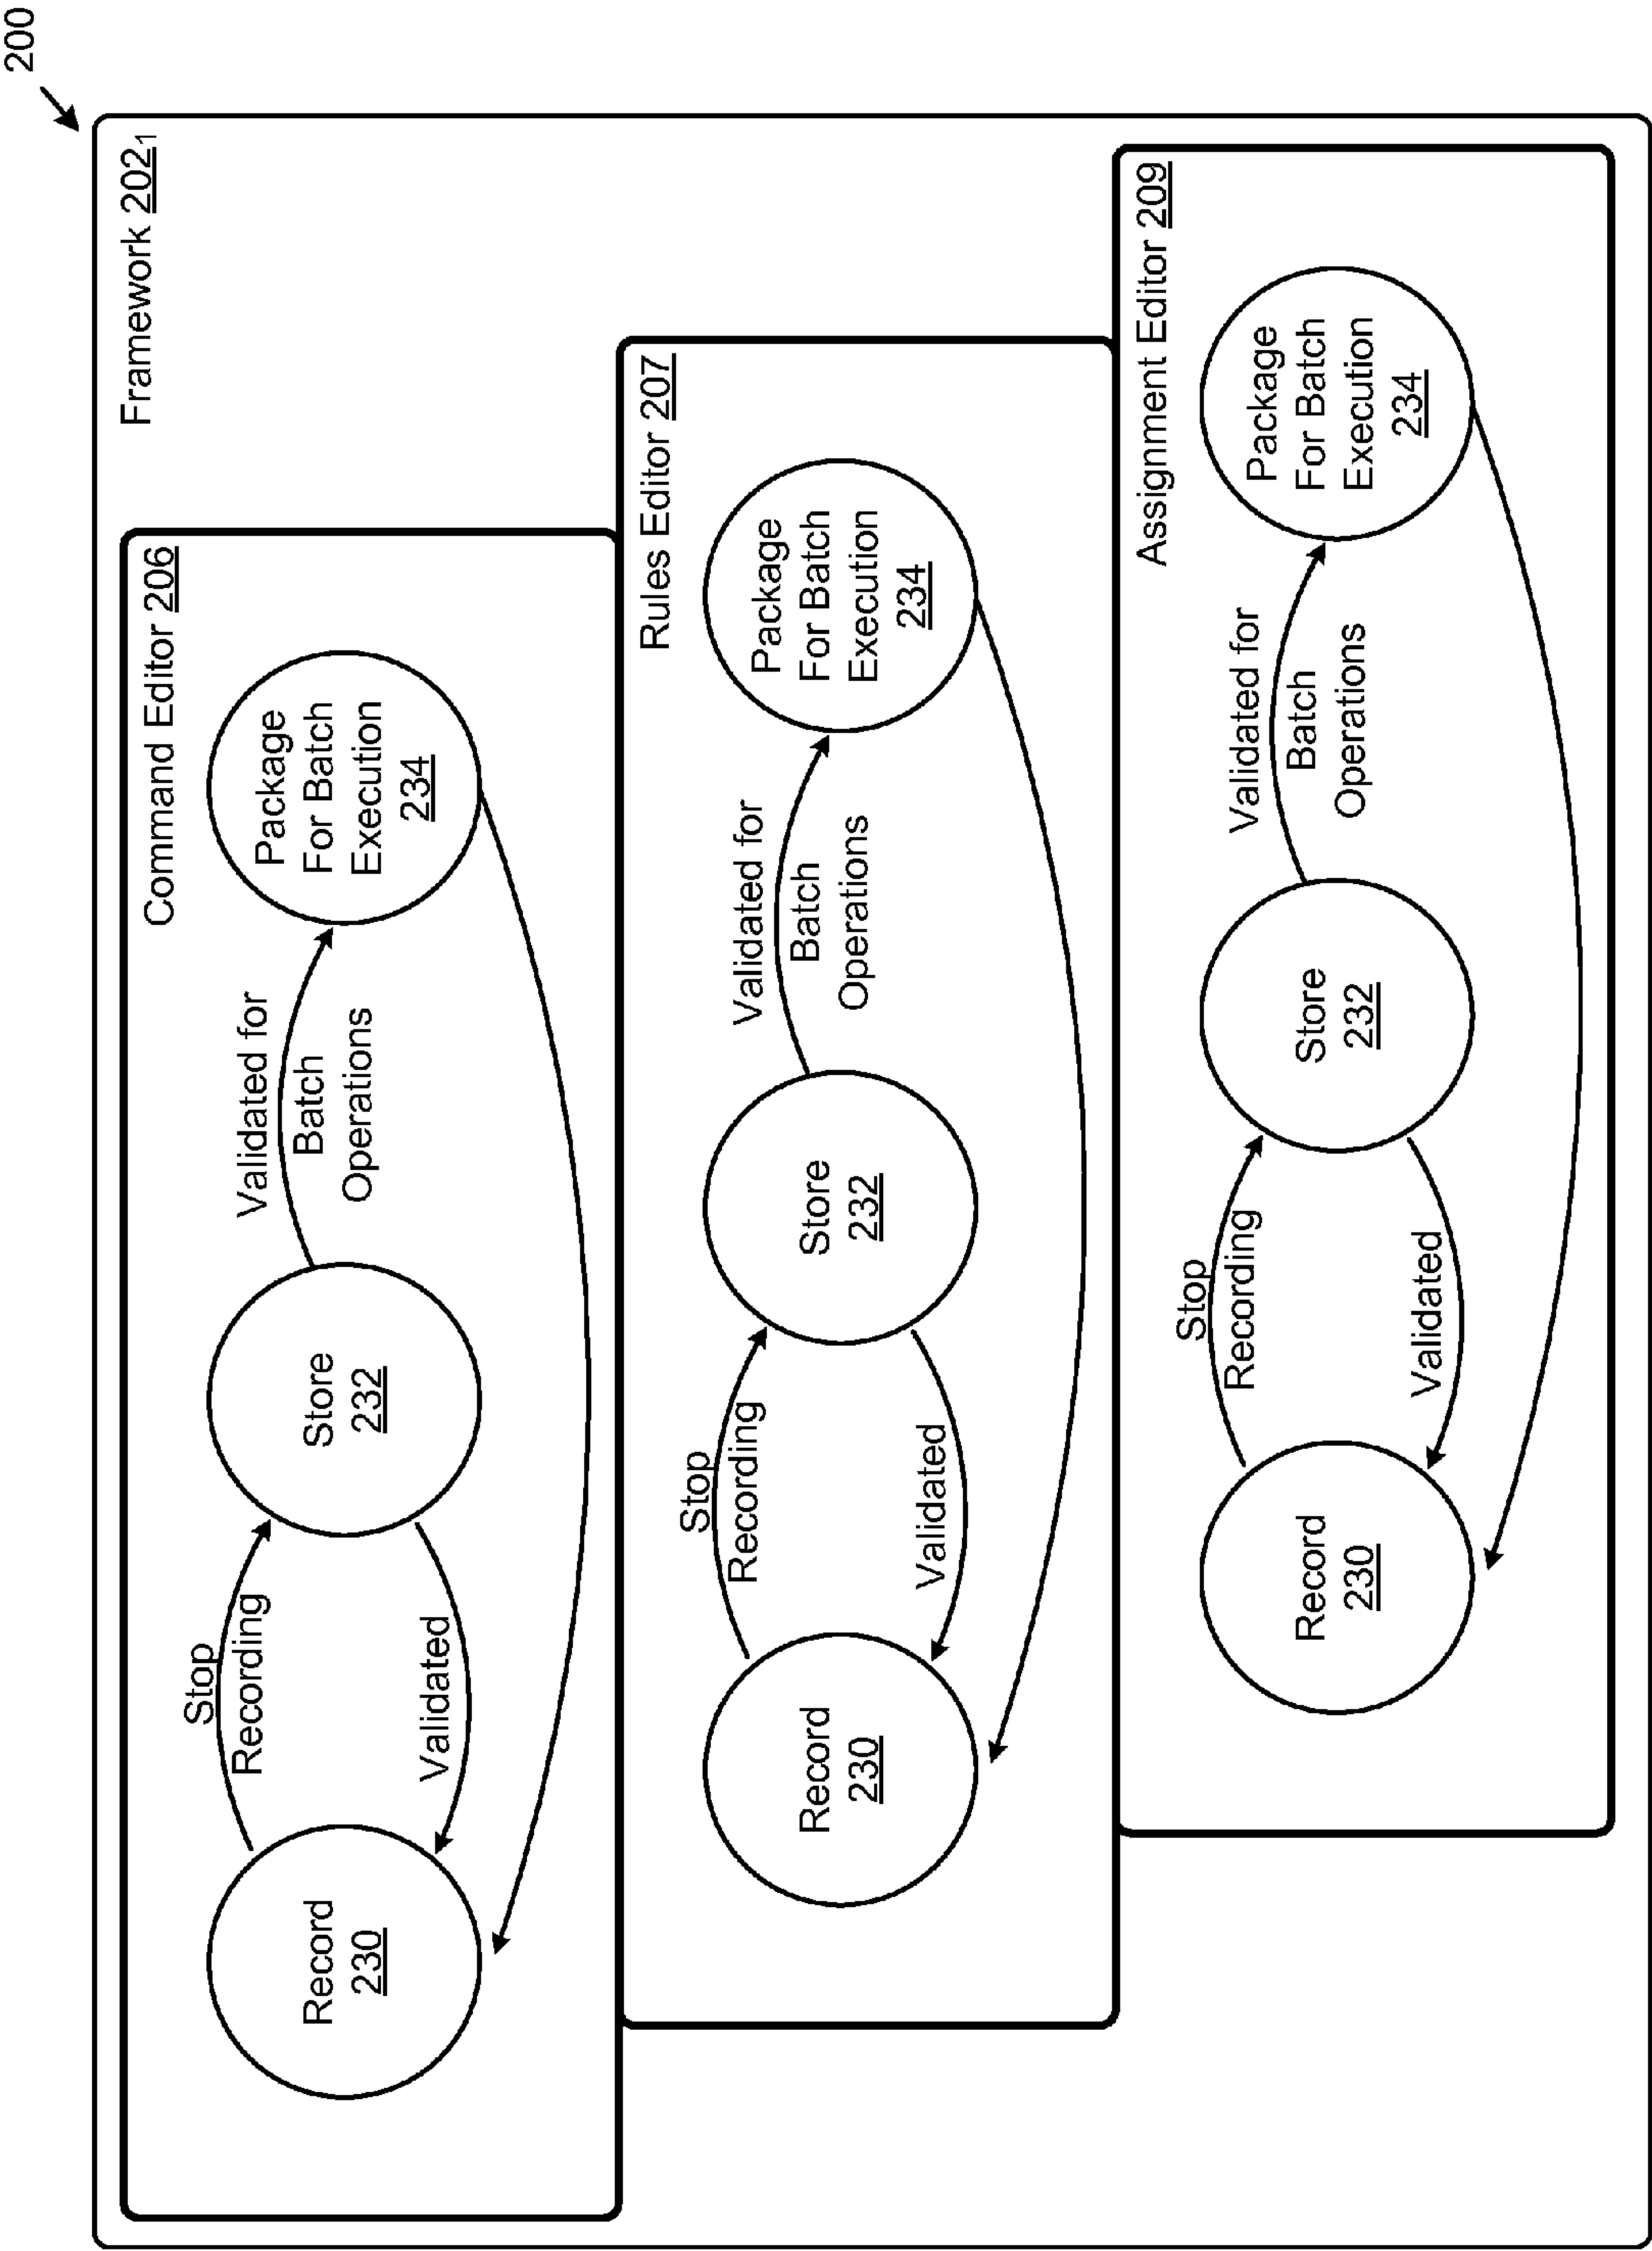 200
Framework 202₁
Command Editor 206
Record
230
Stop
Recording
Validated
Store
232
Validated for
Batch
Operations
Package
For Batch
Execution
234
Rules Editor 207
Record
230
Stop
Recording
Validated
Store
232
Validated for
Batch
Operations
Package
For Batch
Execution
234
Assignment Editor 209
Record
230
Stop
Recording
Validated
Store
232
Validated for
Batch
Operations
Package
For Batch
Execution
234